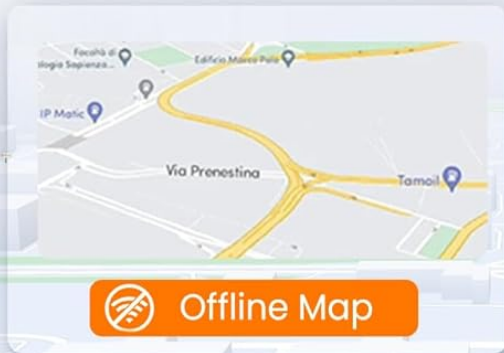 Facoltà di
ologia Sapienza...
Edificio Marco Polo
IP Matic
Via Prenestina
Tamoil
Offline Map